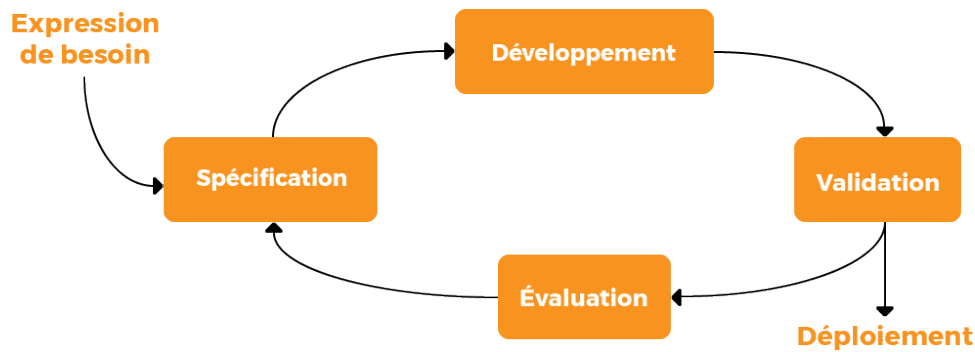 Expression
de besoin
Développement
Spécification
Validation
Évaluation
Déploiement